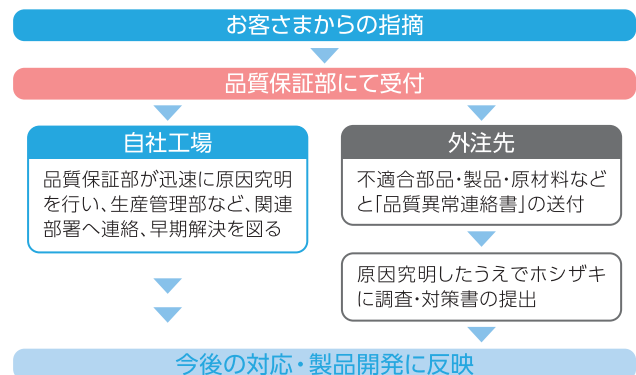 お客さまからの指摘
品質保証部にて受付
自社工場
品質保証部が迅速に原因究明
を行い、生産管理部など、関連
部署へ連絡、早期解決を図る
外注先
不適合部品・製品・原材料など
と「品質異常連絡書」の送付
原因究明したうえでホシザキ
に調査・対策書の提出
今後の対応・製品開発に反映